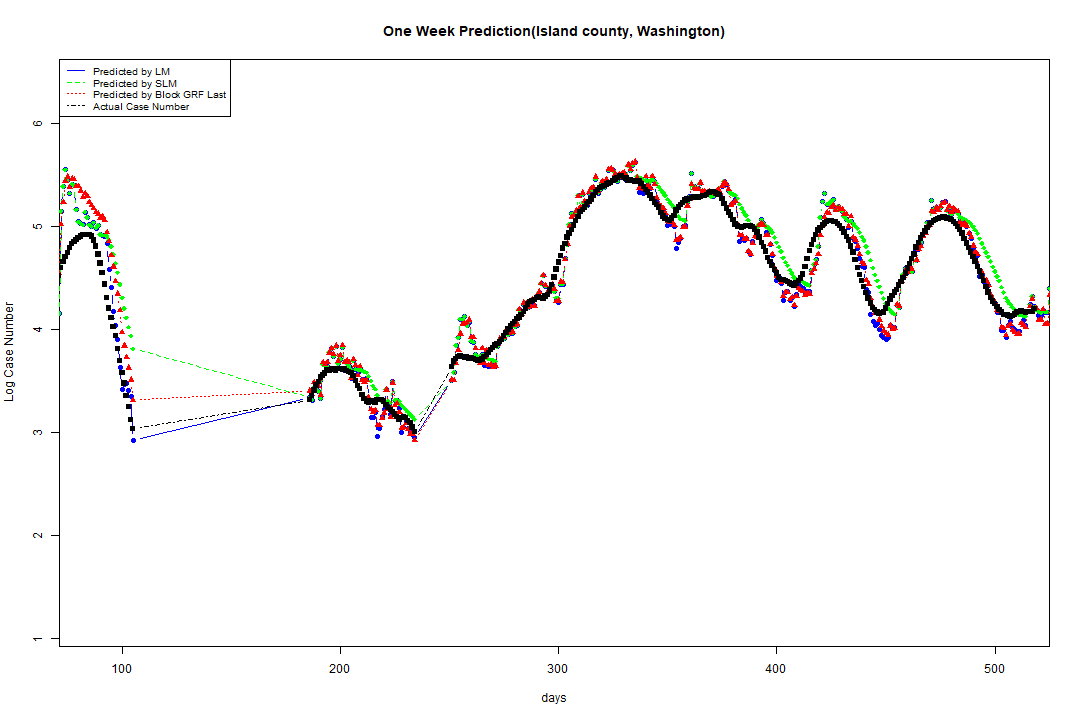 One Week Prediction(Island county, Washington)
Predicted by LM
Predicted by SLM
Predicted by Block GRF Last
Actual Case Number
6
5
4
3
2
1
Log Case Number
100 200 300 400 500
days